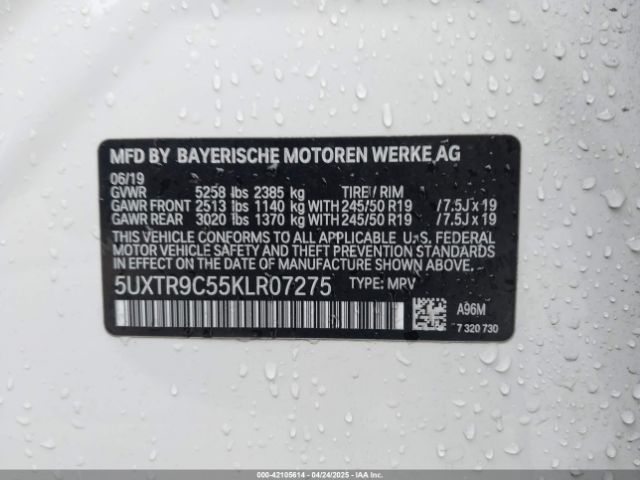 MFD BY BAYERISCHE MOTOREN WERKE AG
06/19
GVWR 5258 lbs 2385 kg TIRE/ RIM
GAWR FRONT 2513 lbs 1140 kg WITH 245/50 R19 /7.5J x 19
GAWR REAR 3020 lbs 1370 kg WITH 245/50 R19 /7.5J x 19
THIS VEHICLE CONFORMS TO ALL APPLICABLE U.S. FEDERAL
MOTOR VEHICLE SAFETY AND THEFT PREVENTION
STANDARDS IN EFFECT ON THE DATE OF MANUFACTURE SHOWN ABOVE.
5UXTR9C55KLR07275 TYPE: MPV
A96M
7 320 730
000-42105614 - 04/24/2025 - www.iaai.com